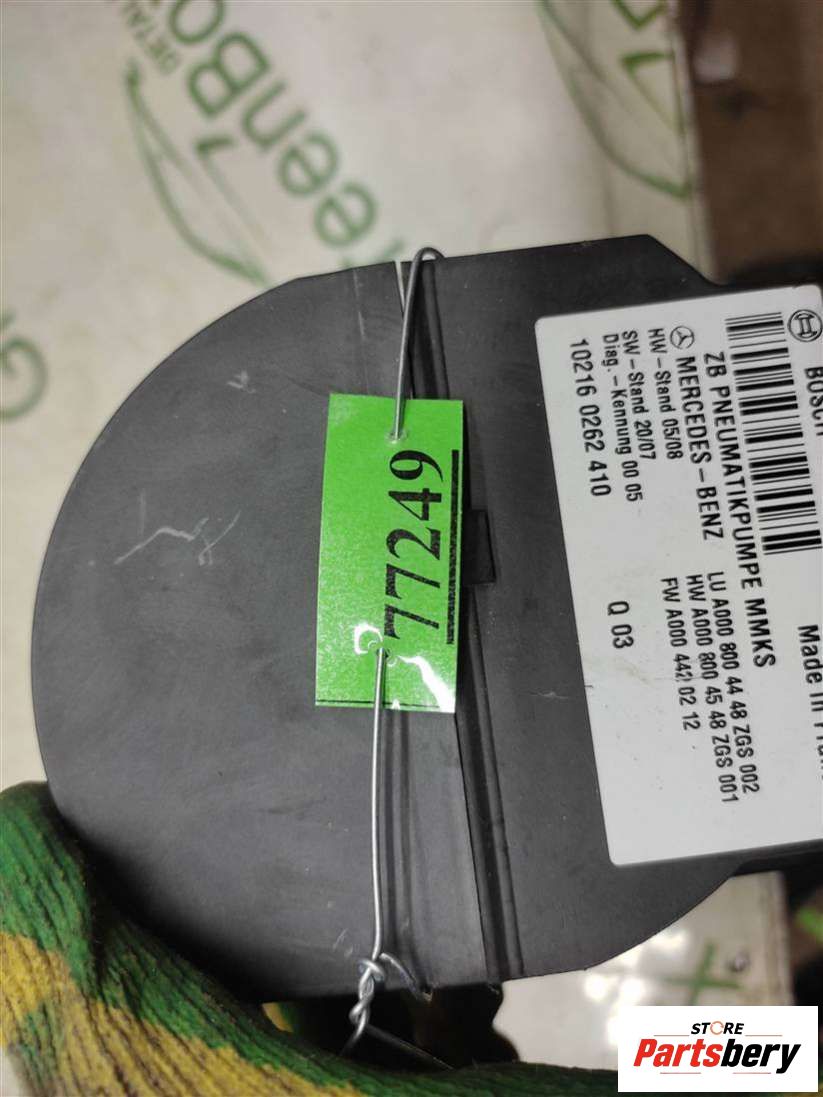 BOSCH
Made in
ZB PNEUMATIKPUMPE MMKS
MERCEDES-BENZ
LU A000 800 44 48 ZGS 002
HW-Stand 05/08
HW A000 800 45 48 ZGS 001
SW-Stand 20/07
FW A000 442 02 12
Diag.-Kennung 00 05
10216 0262 410
Q 03
77249
GreenBo
DETAL
STORE
Partsbery